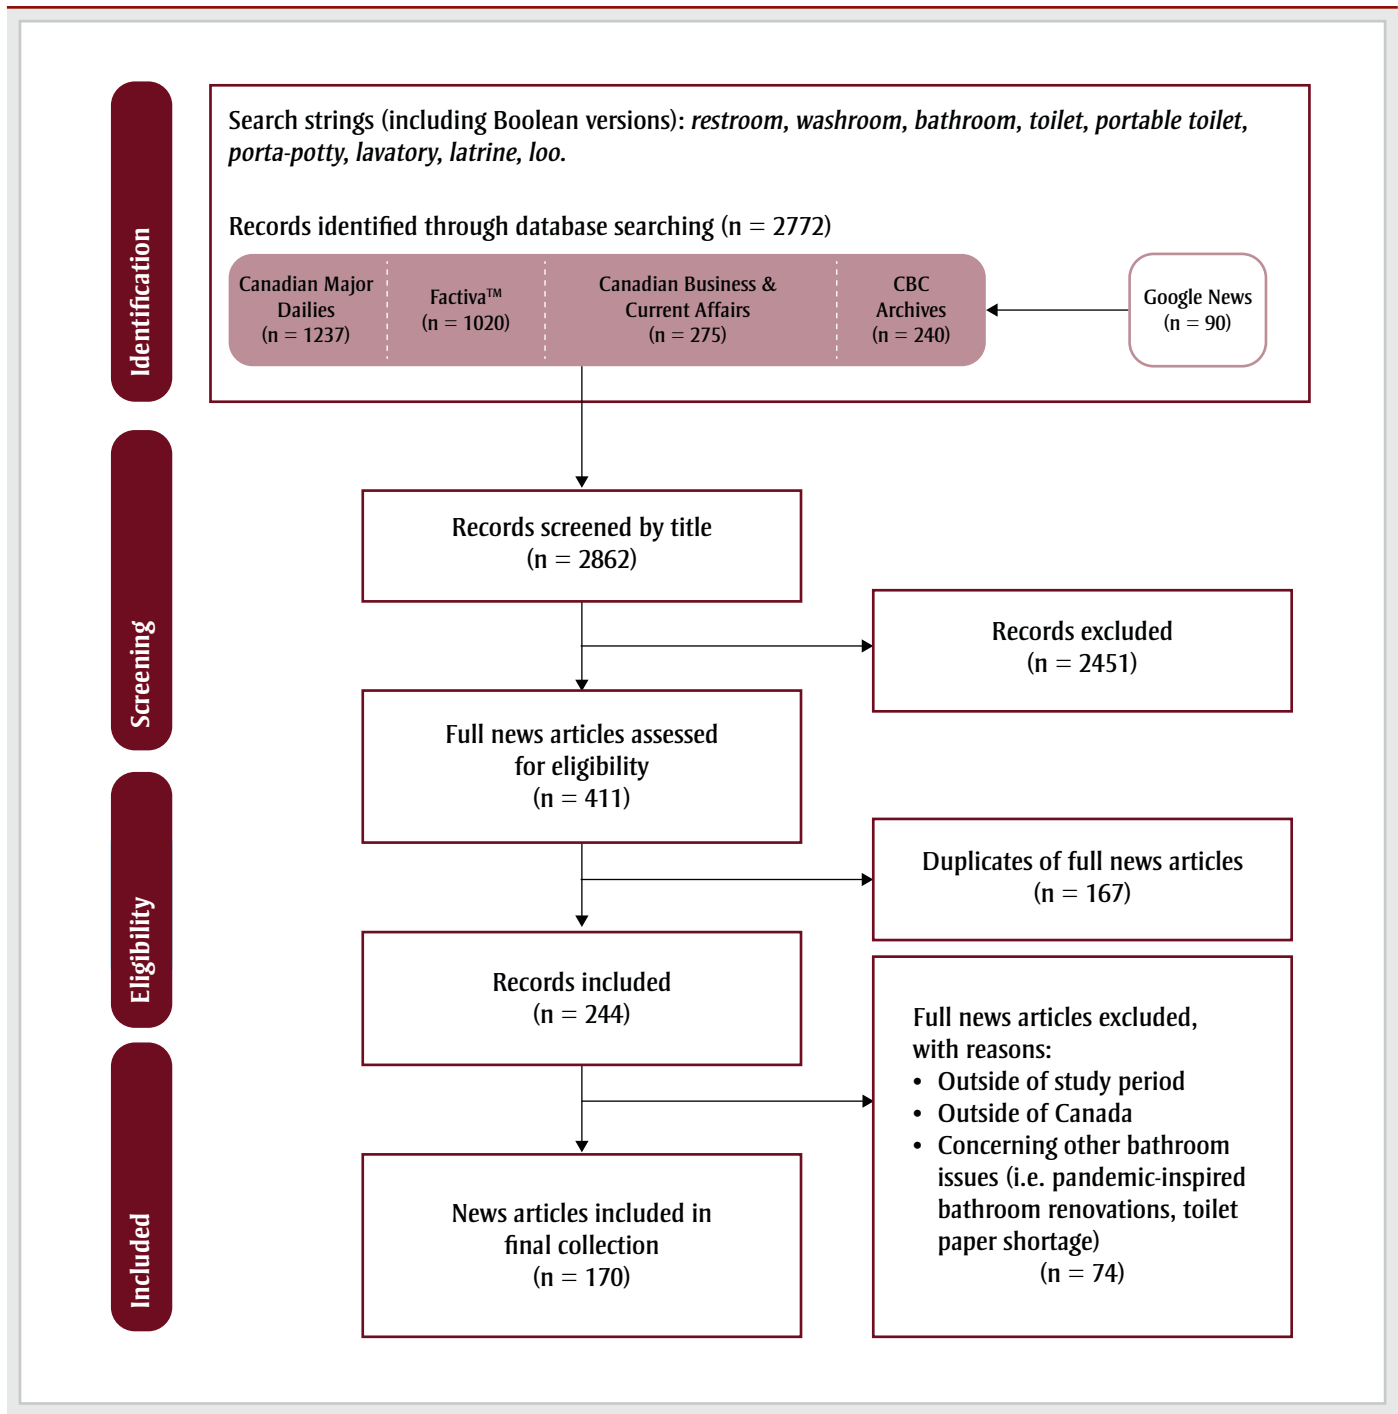 Identification
Search strings (including Boolean versions): restroom, washroom, bathroom, toilet, portable toilet,
porta-potty, lavatory, latrine, loo.
Records identified through database searching (n = 2772)
Canadian Major
Dailies
(n = 1237)
Factiva™
(n = 1020)
Canadian Business &
Current Affairs
(n = 275)
CBC
Archives
(n = 240)
Google News
(n = 90)
Screening
Records screened by title
(n = 2862)
Records excluded
(n = 2451)
Full news articles assessed
for eligibility
(n = 411)
Eligibility
Duplicates of full news articles
(n = 167)
Records included
(n = 244)
Full news articles excluded,
with reasons:
• Outside of study period
• Outside of Canada
• Concerning other bathroom
issues (i.e. pandemic-inspired
bathroom renovations, toilet
paper shortage)
(n = 74)
Included
News articles included in
final collection
(n = 170)